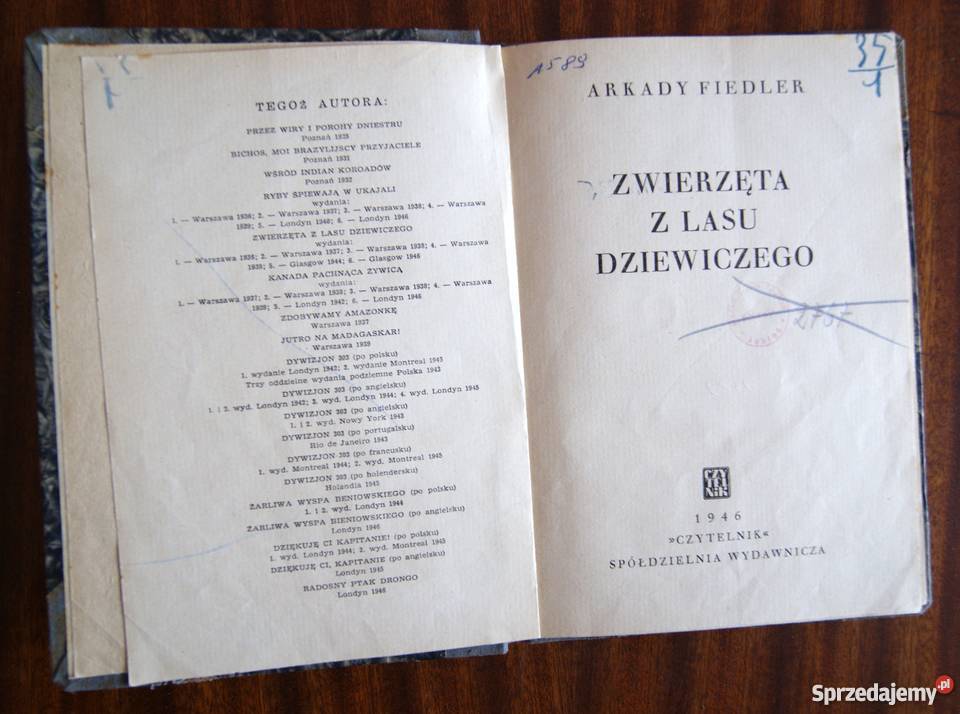 TEGOŻ AUTORA:
PRZEZ WIRY I POROHY DNIESTRU
Poznań 1925
BICHOS, MOI BRAZYLIJSCY PRZYJACIELE
Poznań 1931
WŚRÓD INDIAN KOROADÓW
Poznań 1932
RYBY ŚPIEWAJĄ W UKAJALI
wydania:
1. — Warszawa 1936; 2. — Warszawa 1937; 3. — Warszawa 1938; 4. — Warszawa
1939; 5. — Londyn 1940; 6. — Londyn 1946
ZWIERZĘTA Z LASU DZIEWICZEGO
wydania:
1. — Warszawa 1936; 2. — Warszawa 1937; 3. — Warszawa 1938; 4. — Warszawa
1939; 5. — Glasgow 1944; 6. — Glasgow 1946
KANADA PACHNĄCA ŻYWICĄ
wydania:
1. — Warszawa 1937; 2. — Warszawa 1938; 3. — Warszawa 1938; 4. — Warszawa
1939; 5. — Londyn 1942; 6. — Londyn 1946
ZDOBYWAMY AMAZONKĘ
Warszawa 1937
JUTRO NA MADAGASKAR!
Warszawa 1939
DYWIZJON 303 (po polsku)
1. wydanie Londyn 1942; 2. wydanie Montreal 1943
Trzy oddzielne wydania podziemne Polska 1943
DYWIZJON 303 (po angielsku)
1. i 2. wyd. Londyn 1942; 3. wyd. Londyn 1944; 4. wyd. Londyn 1945
DYWIZJON 303 (po angielsku)
1. i 2. wyd. Nowy York 1943
DYWIZJON 303 (po portugalsku)
Rio de Janeiro 1943
DYWIZJON 303 (po francusku)
1. wyd. Montreal 1944; 2. wyd. Montreal 1945
DYWIZJON 303 (po holendersku)
Holandia 1945
ŻARLIWA WYSPA BENIOWSKIEGO (po polsku)
1. i 2. wyd. Londyn 1944
ŻARLIWA WYSPA BIENIOWSKIEGO (po angielsku)
Londyn 1946
DZIĘKUJĘ CI KAPITANIE! (po polsku)
1. wyd. Londyn 1944; 2. wyd. Montreal 1945
DZIĘKUJĘ CI, KAPITANIE (po angielsku)
Londyn 1945
RADOSNY PTAK DRONGO
Londyn 1946
A589
35
1
ARKADY FIEDLER
ZWIERZĘTA
Z LASU
DZIEWICZEGO
CZY
TEL
NIK
1946
»CZYTELNIK«
SPÓŁDZIELNIA WYDAWNICZA
Sprzedajemy.pl